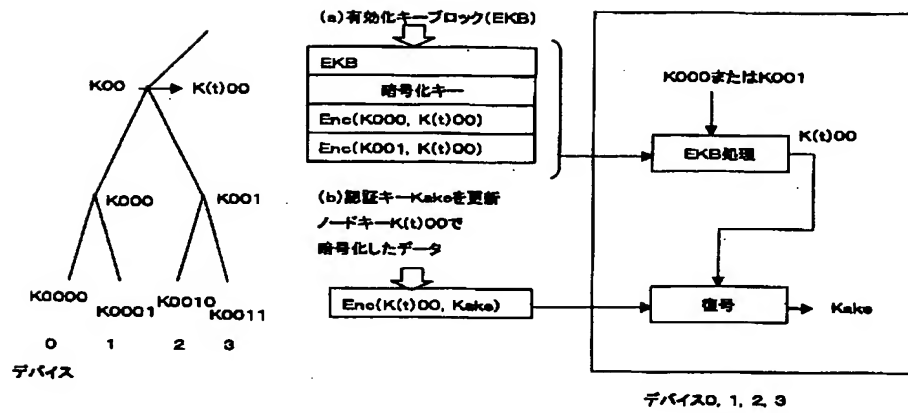 K00
K(t)00
K000
K001
K0000
K0001
K0010
K0011
0 1 2 3
デバイス
(a)有効化キーブロック(EKB)
EKB
暗号化キー
Enc(K000, K(t)00)
Enc(K001, K(t)00)
(b)認証キーKakeを更新
ノードキーK(t)00で
暗号化したデータ
Enc(K(t)00, Kake)
K000またはK001
EKB処理
K(t)00
復号
Kake
デバイス0, 1, 2, 3